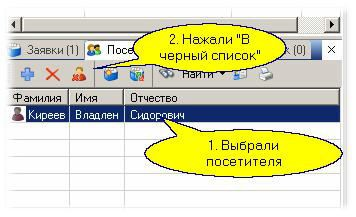 Заявки (1) Посе
(0)
2. Нажали "В
черный список"
Найти
Фамилия Имя Отчество
Киреев Владлен Сидорович
1. Выбрали
посетителя